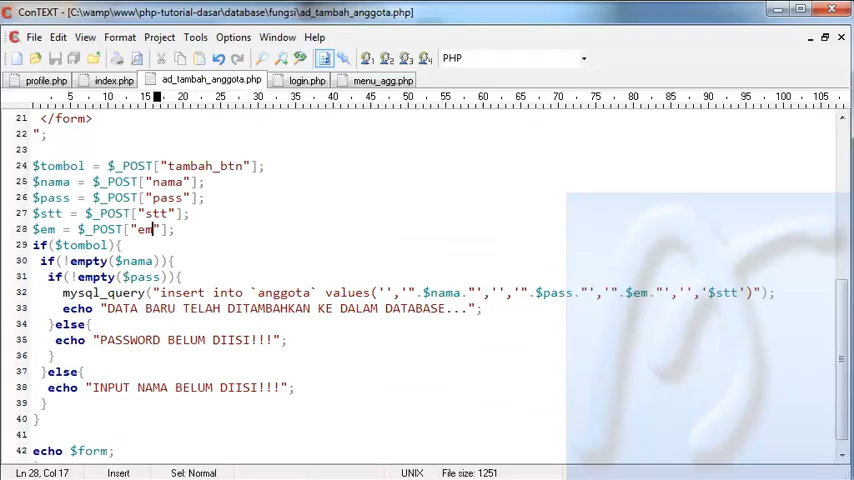 ConTEXT - [C:\wamp\www\php-tutorial-dasar\database\fungsi\ad_tambah_anggota.php]
File Edit View Format Project Tools Options Window Help
PHP
profile.php index.php ad_tambah_anggota.php login.php menu_agg.php
5 10 15 20 25 30 35 40 45 50 55 60 65 70 75 80 85 90 95 100 105
21 </form>
22 ";
23
24 $tombol = $_POST["tambah_btn"];
25 $nama = $_POST["nama"];
26 $pass = $_POST["pass"];
27 $stt = $_POST["stt"];
28 $em = $_POST["em"];
29 if($tombol){
30 if(!empty($nama)){
31 if(!empty($pass)){
32 mysql_query("insert into `anggota` values('','".$nama."','','".$pass."','".$em."','','$stt')");
33 echo "DATA BARU TELAH DITAMBAHKAN KE DALAM DATABASE...";
34 }else{
35 echo "PASSWORD BELUM DIISI!!!";
36 }
37 }else{
38 echo "INPUT NAMA BELUM DIISI!!!";
39 }
40 }
41
42 echo $form;
Ln 28, Col 17 Insert Sel: Normal UNIX File size: 1251